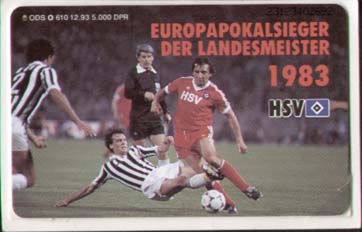 ODS 610 12.93 5.000 DPR
EUROPAPOKALSIEGER
DER LANDESMEISTER
1983
HSV
HSV